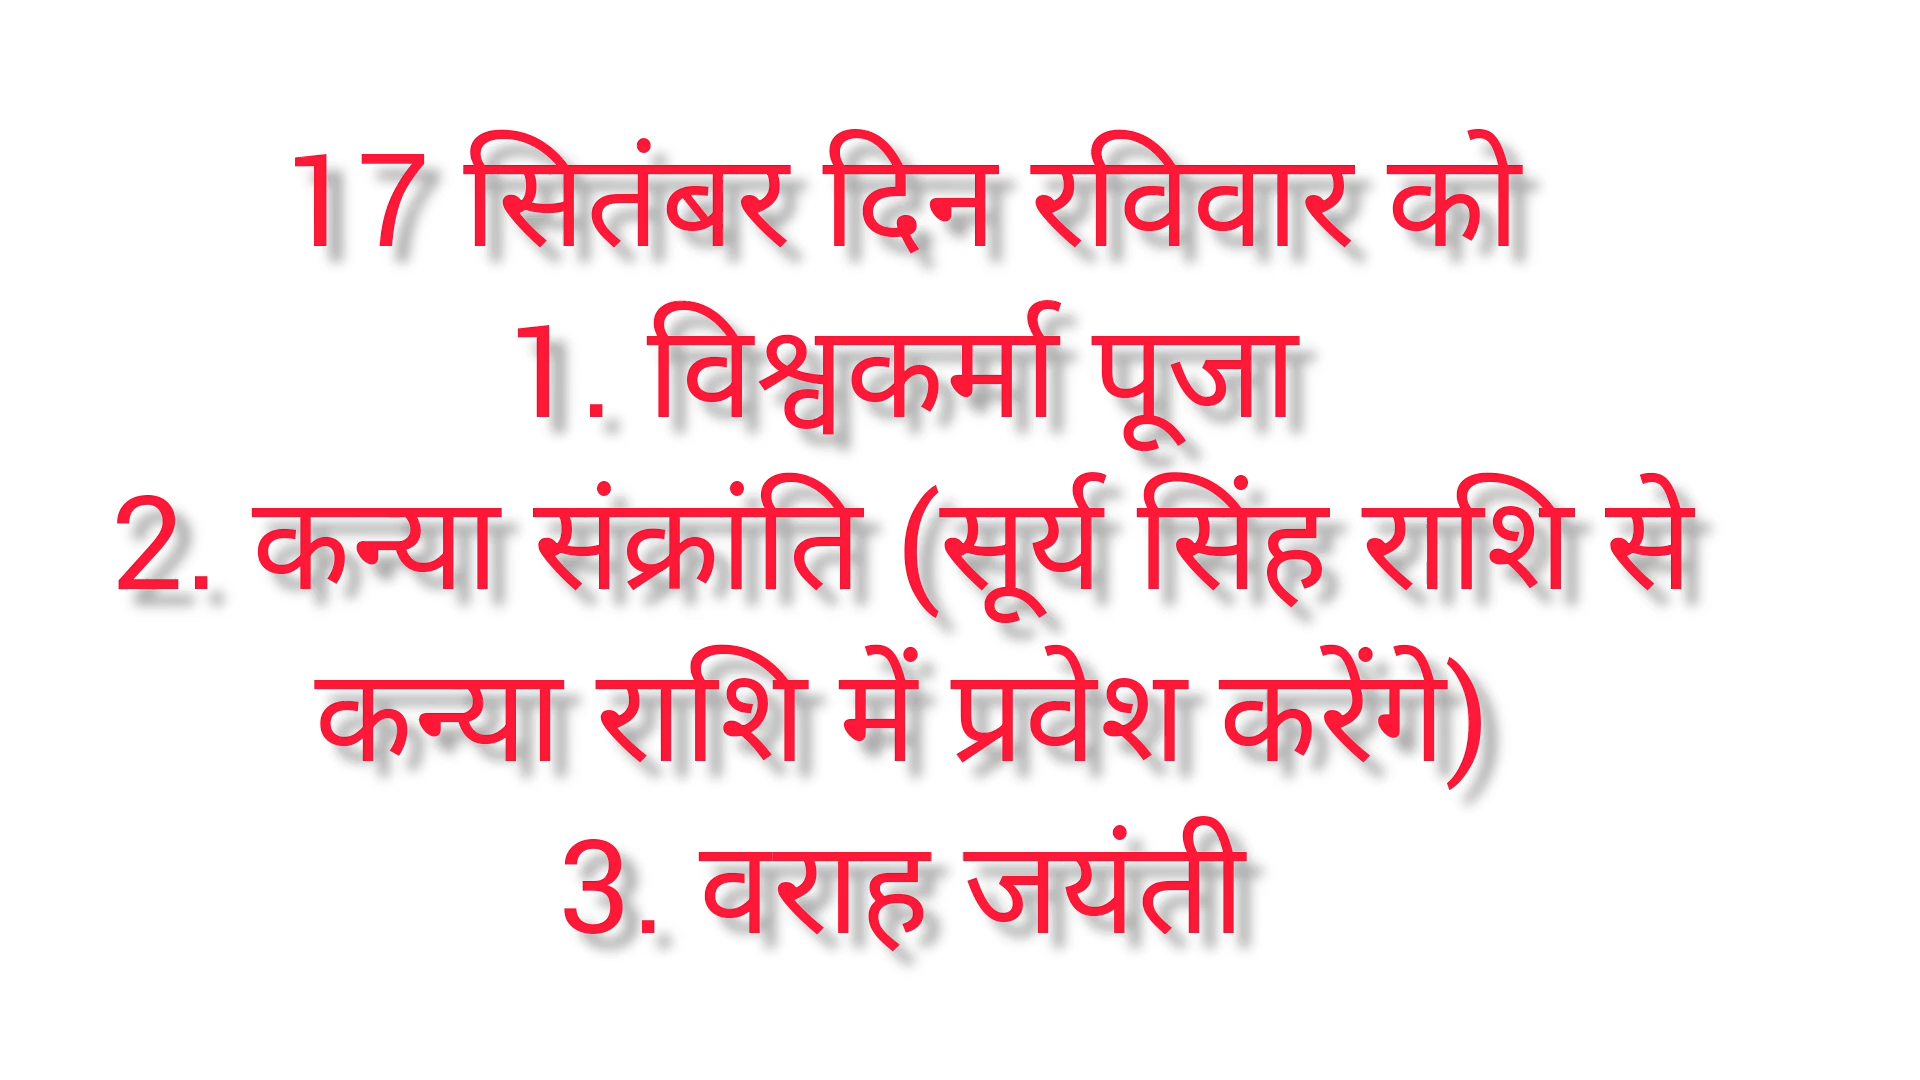 17 सितंबर दिन रविवार को
1. विश्वकर्मा पूजा
2. कन्या संक्रांति (सूर्य सिंह राशि से
कन्या राशि में प्रवेश करेंगे)
3. वराह जयंती